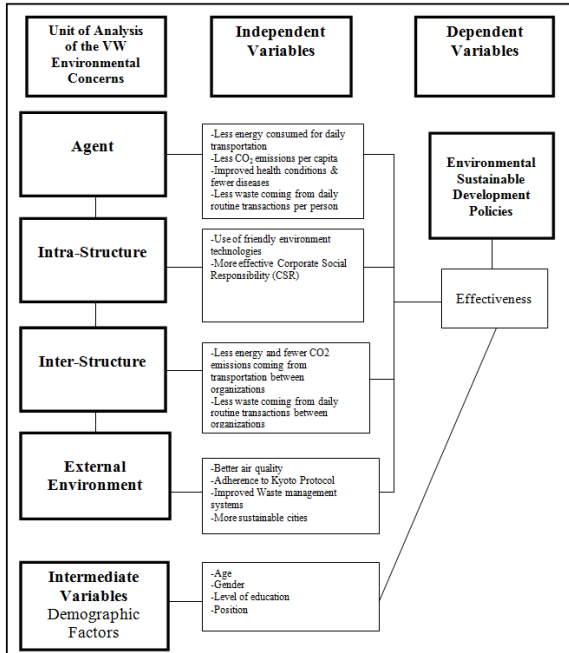 Unit of Analysis
of the VW
Environmental
Concerns
Independent
Variables
Dependent
Variables
Agent
-Less energy consumed for daily
transportation
-Less CO₂ emissions per capita
-Improved health conditions &
fewer diseases
-Less waste coming from daily
routine transactions per person
Environmental
Sustainable
Development
Policies
Intra-Structure
-Use of friendly environment
technologies
-More effective Corporate Social
Responsibility (CSR)
Effectiveness
Inter-Structure
-Less energy and fewer CO2
emissions coming from
transportation between
organizations
-Less waste coming from daily
routine transactions between
organizations
External
Environment
-Better air quality
-Adherence to Kyoto Protocol
-Improved Waste management
systems
-More sustainable cities
Intermediate
Variables
Demographic
Factors
-Age
-Gender
-Level of education
-Position